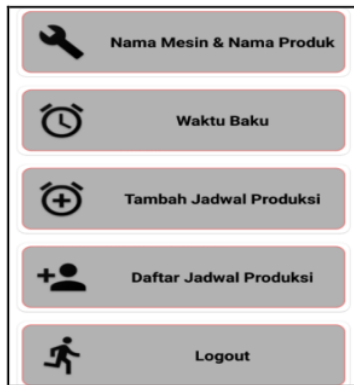 Nama Mesin & Nama Produk
Waktu Baku
Tambah Jadwal Produksi
Daftar Jadwal Produksi
Logout